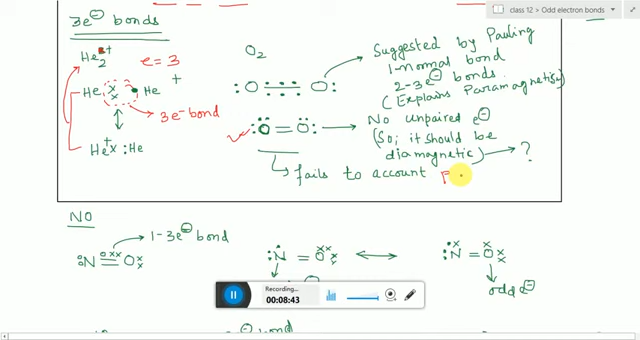 class 12 > Odd electron bonds
3e⊖ bonds
He2+
e = 3
O2
Suggested by Pauling
1-normal bond
2-3e⊖ bonds.
(Explains Paramagnetism)
He ×× • He +
3e⁻ bond
:O ∴—∴ O:
He+× :He
:O=O:
No unpaired e⊖
(So, it should be
diamagnetic) → ?
fails to account P
NO
1-3e⊖ bond
:N = O
:N = O ↔ :N = O
odd e⊖
Recording...
00:08:43
bond